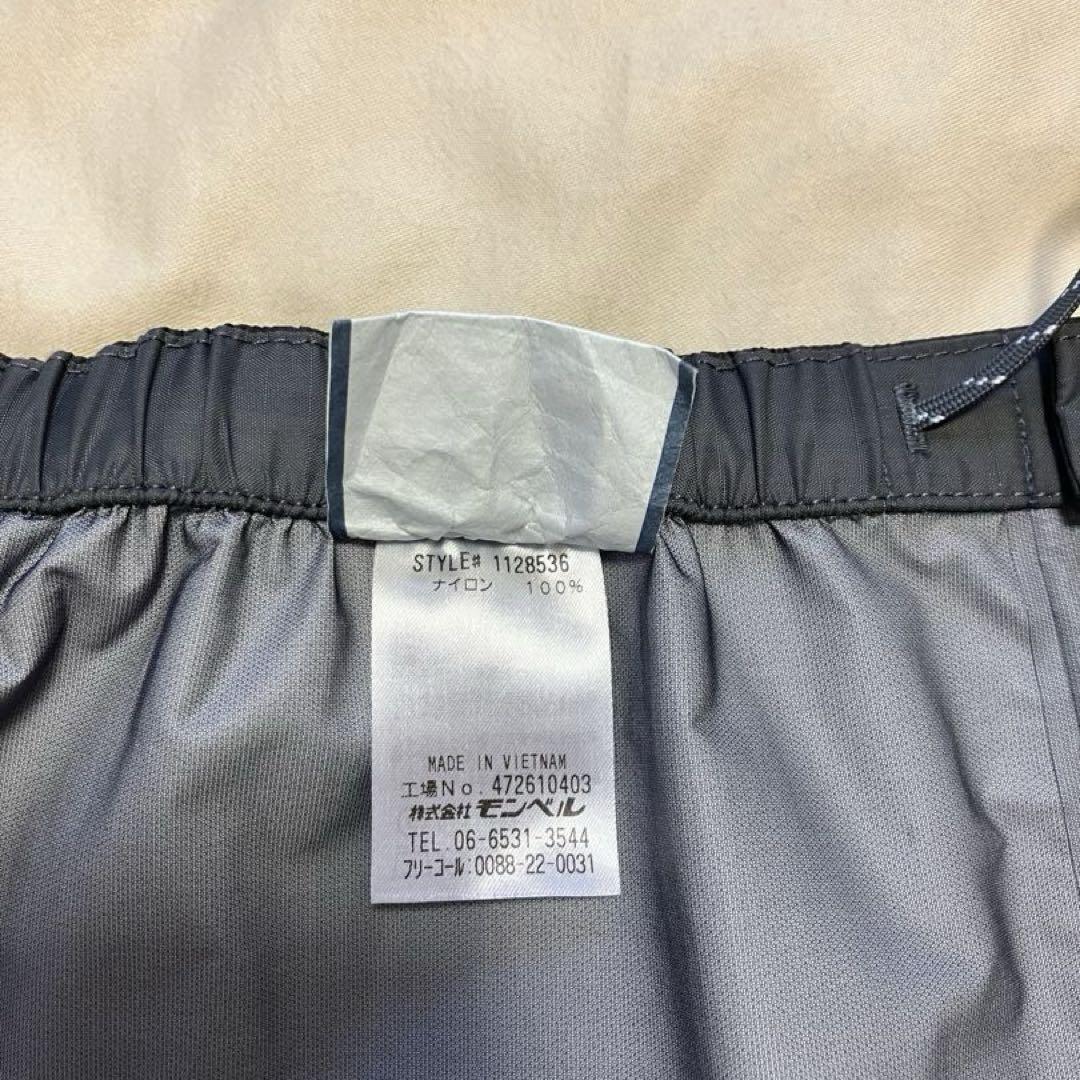 STYLE# 1128536
ナイロン 100%
MADE IN VIETNAM
工場No. 472610403
株式会社 モンベル
TEL 06-6531-3544
フリーコール:0088-22-0031